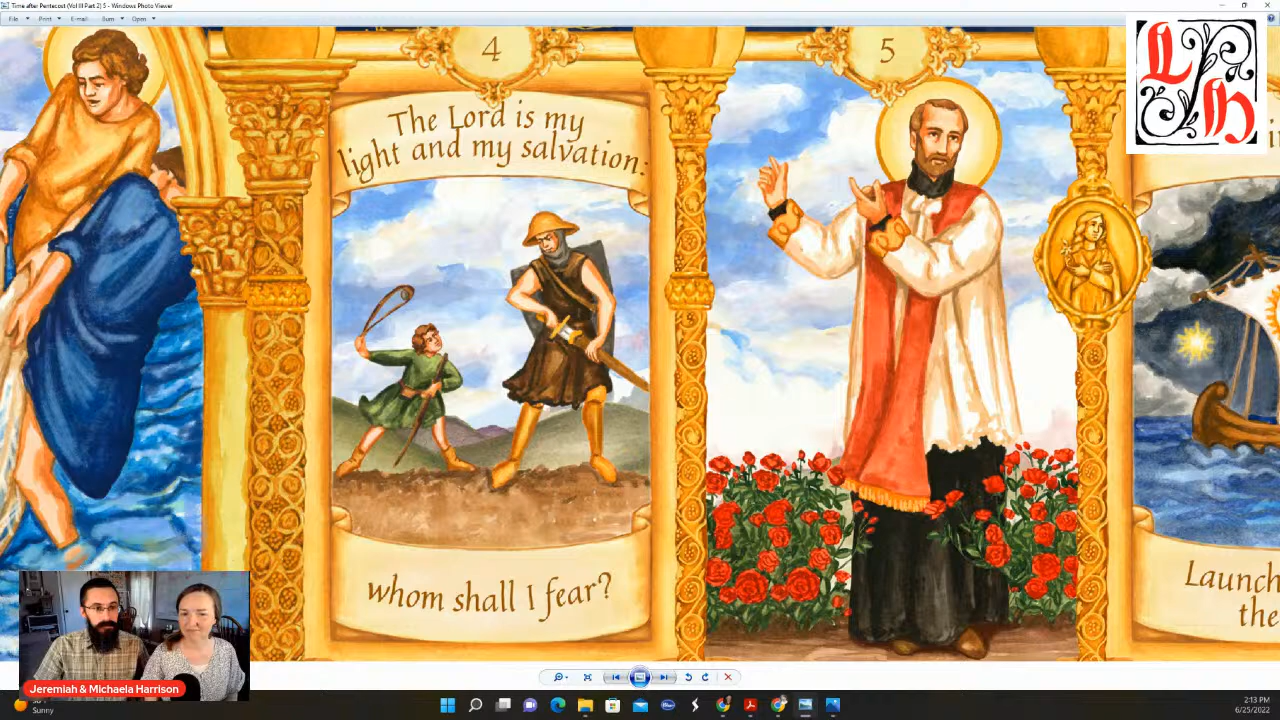 Time after Pentecost (Vol III Part 2) 5 - Windows Photo Viewer
File Print E-mail Burn Open
4
5
L H
The Lord is my
light and my salvation:
whom shall I fear?
Launch
the
Jeremiah & Michaela Harrison
Sunny
2:13 PM
6/25/2022